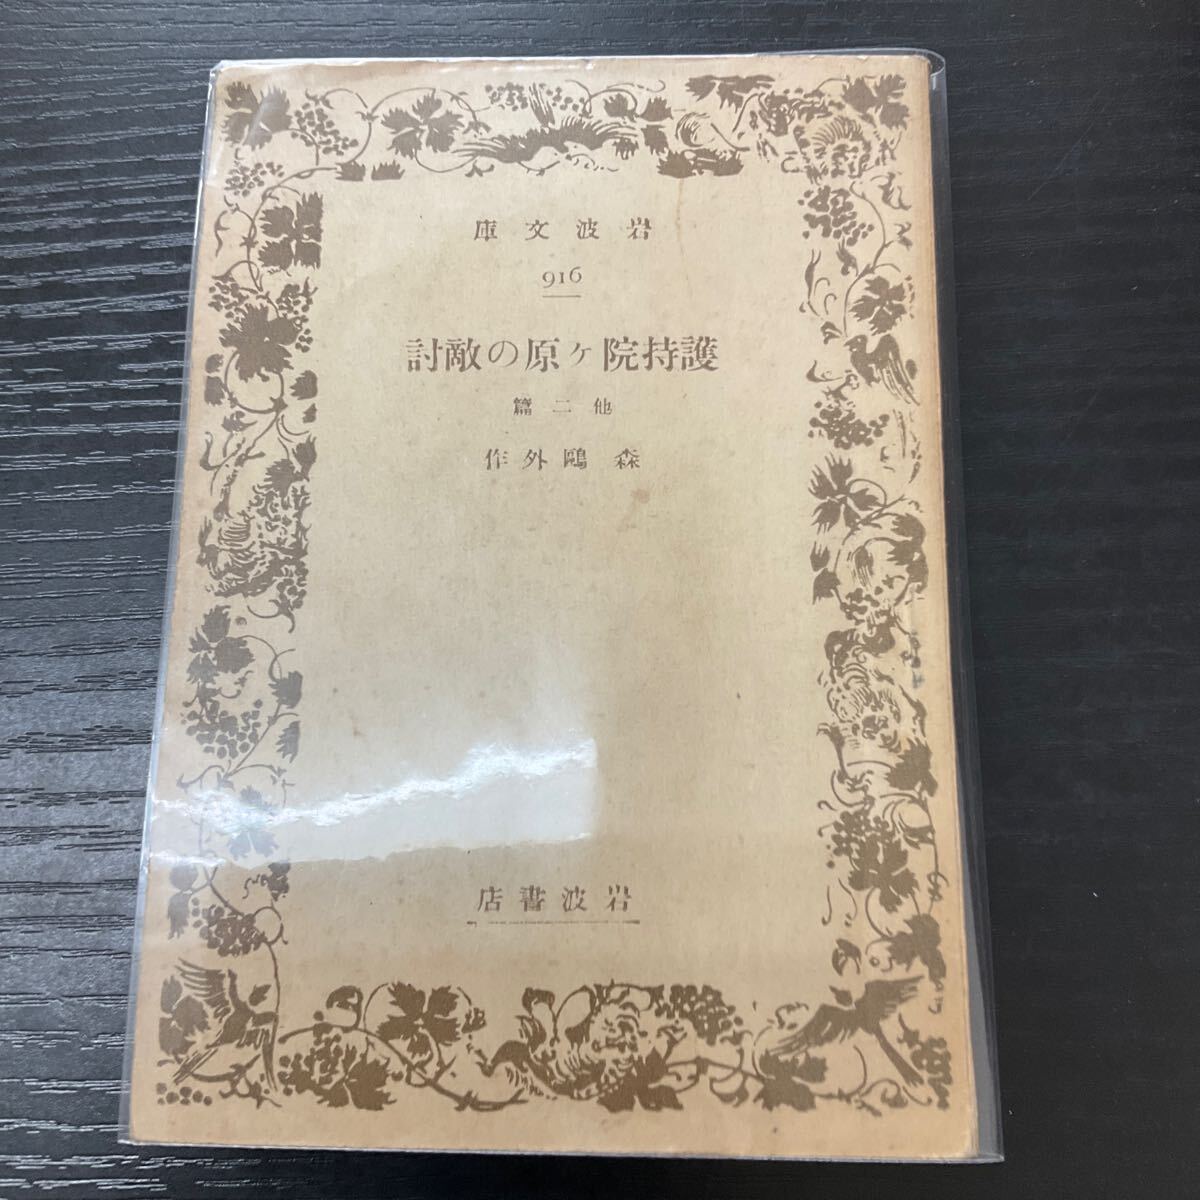 庫文波岩
916
討敵の原ヶ院持護
篇二他
作外鷗森
店書波岩